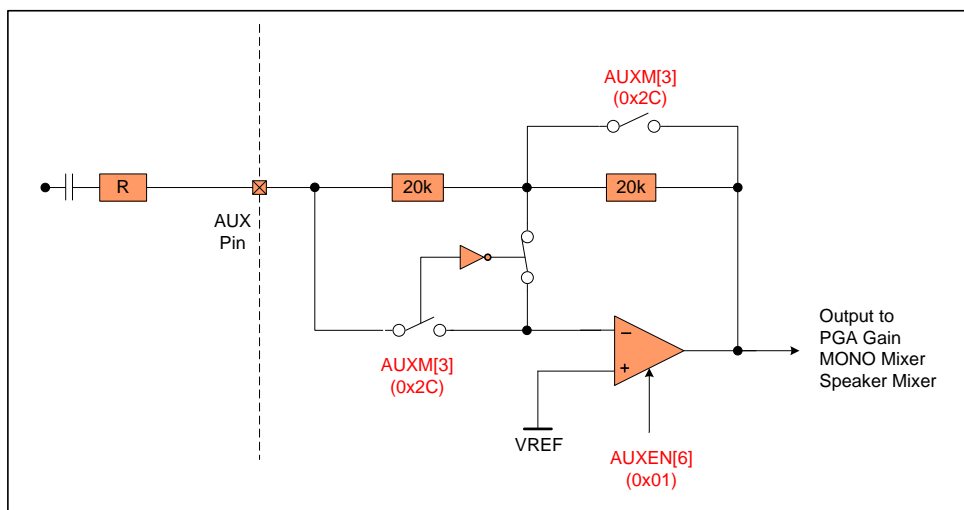 AUXM[3]
(0x2C)
R
20k
20k
AUX
Pin
−
+
AUXM[3]
(0x2C)
VREF
AUXEN[6]
(0x01)
Output to
PGA Gain
MONO Mixer
Speaker Mixer